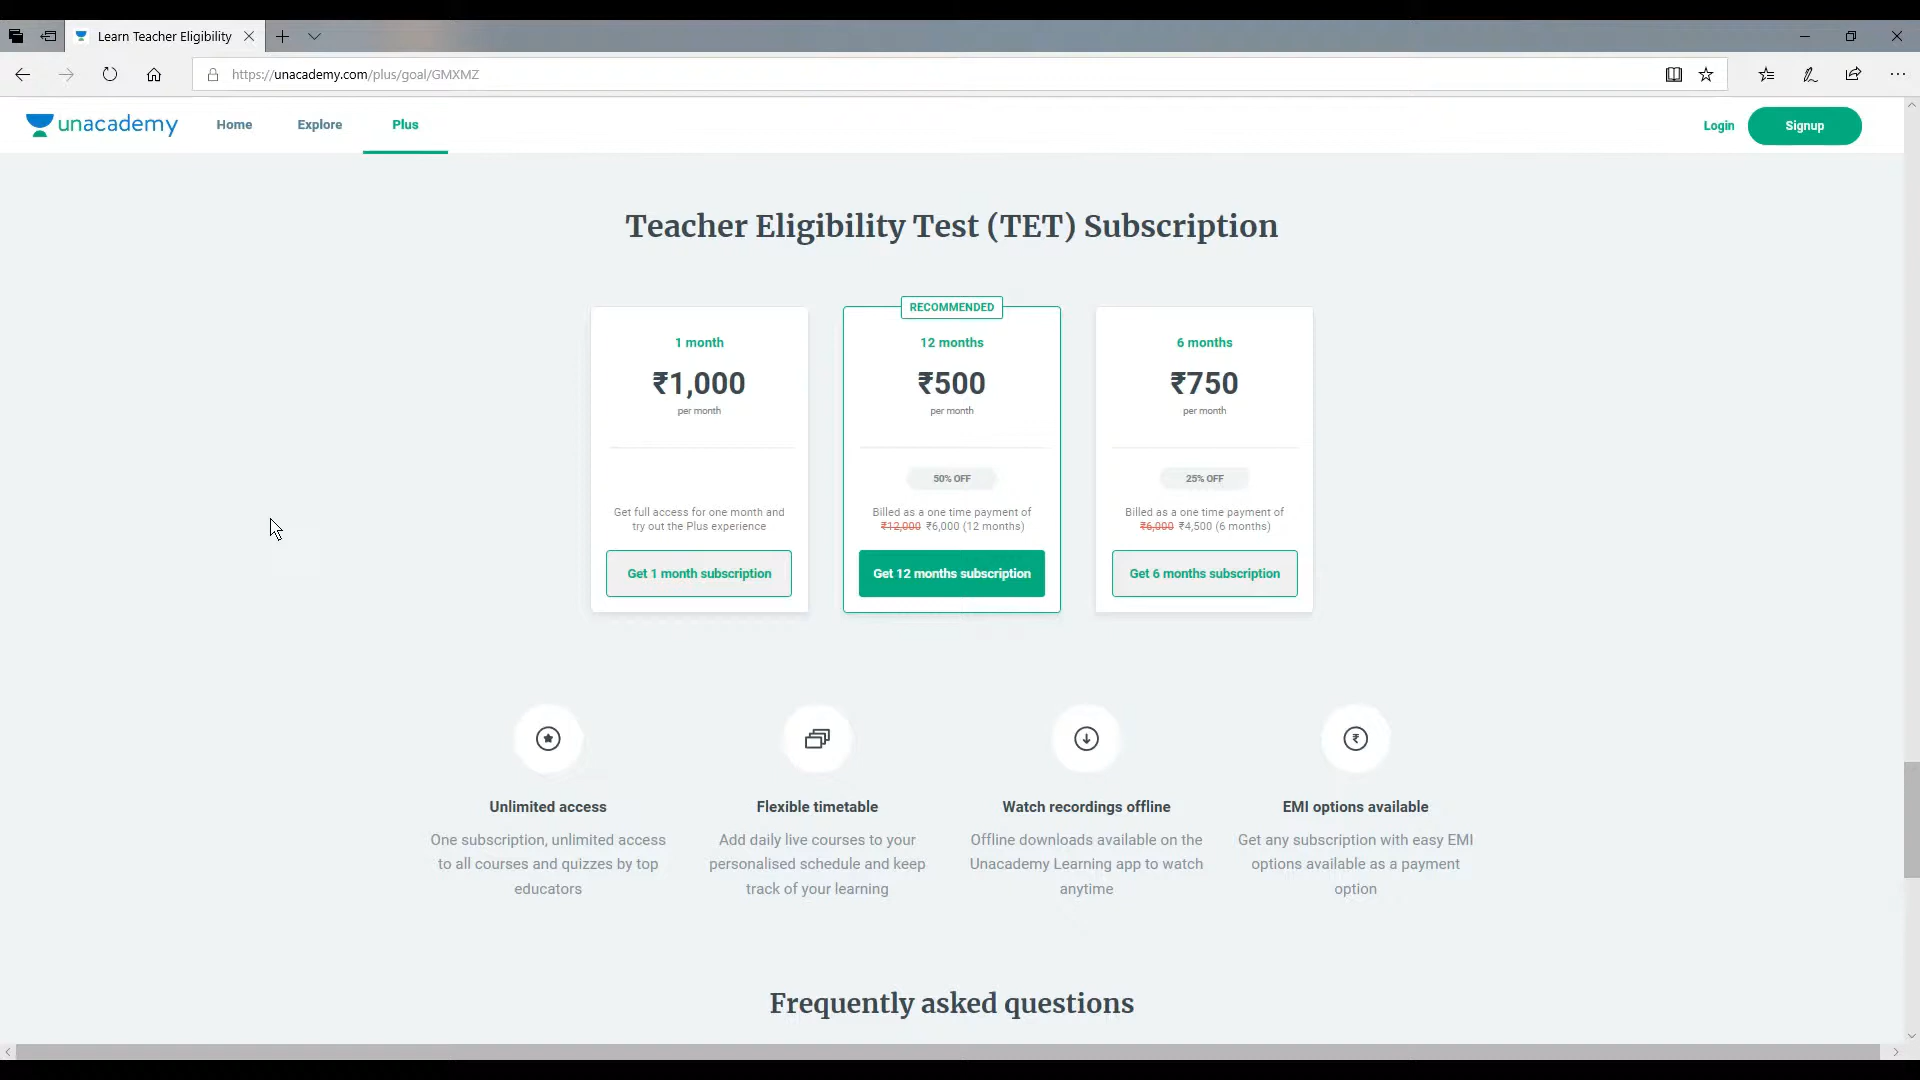 Learn Teacher Eligibility
https://unacademy.com/plus/goal/GMXMZ
unacademy
Home
Explore
Plus
Login
Signup
Teacher Eligibility Test (TET) Subscription
1 month
₹1,000
per month
Get full access for one month and
try out the Plus experience
Get 1 month subscription
RECOMMENDED
12 months
₹500
per month
50% OFF
Billed as a one time payment of
₹12,000 ₹6,000 (12 months)
Get 12 months subscription
6 months
₹750
per month
25% OFF
Billed as a one time payment of
₹6,000 ₹4,500 (6 months)
Get 6 months subscription
Unlimited access
One subscription, unlimited access
to all courses and quizzes by top
educators
Flexible timetable
Add daily live courses to your
personalised schedule and keep
track of your learning
Watch recordings offline
Offline downloads available on the
Unacademy Learning app to watch
anytime
₹
EMI options available
Get any subscription with easy EMI
options available as a payment
option
Frequently asked questions